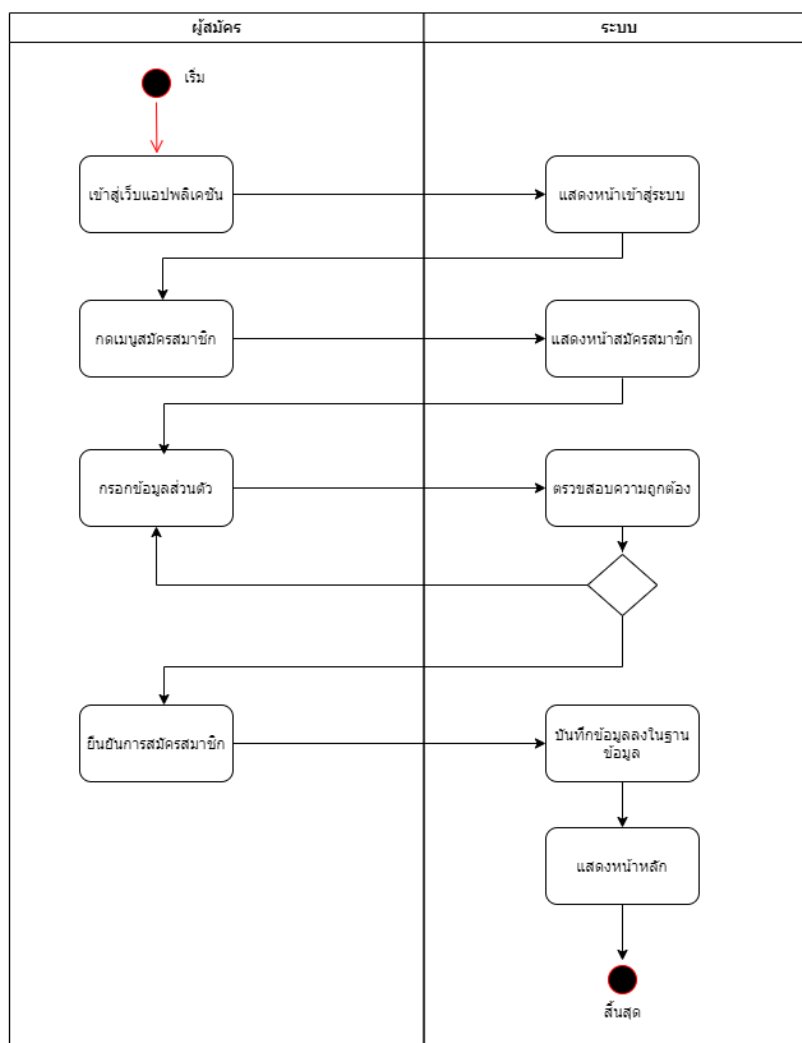 ผู้สมัคร
ระบบ
เริ่ม
เข้าสู่เว็บแอปพลิเคชัน
แสดงหน้าเข้าสู่ระบบ
กดเมนูสมัครสมาชิก
แสดงหน้าสมัครสมาชิก
กรอกข้อมูลส่วนตัว
ตรวขสอบความถูกต้อง
ยืนยันการสมัครสมาชิก
บันทึกข้อมูลลงในฐาน
ข้อมูล
แสดงหน้าหลัก
สิ้นสุด